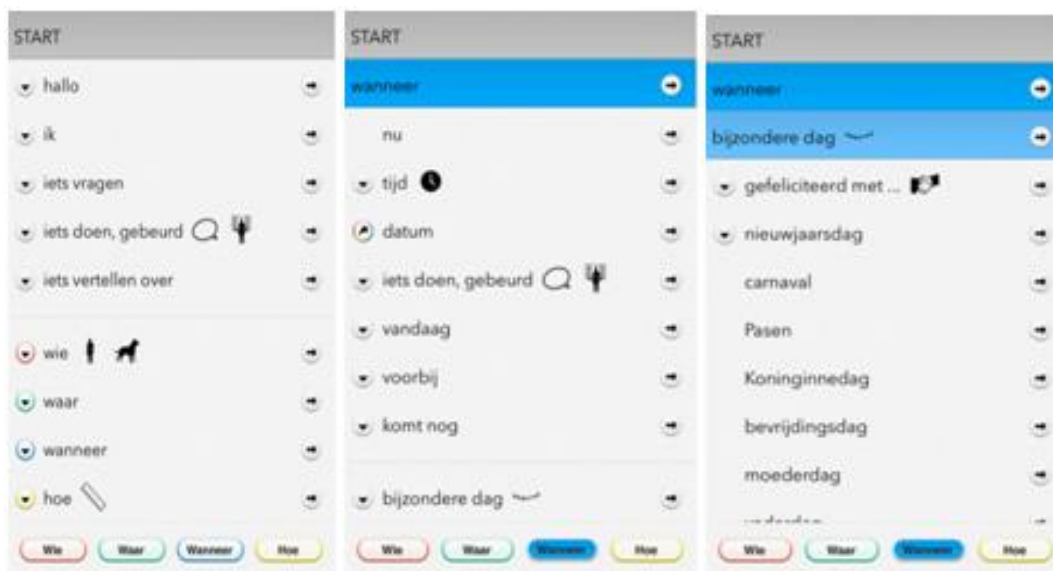 START
hallo
ik
iets vragen
iets doen, gebeurd
iets vertellen over
wie
waar
wanneer
hoe
Wie Waar Wanneer Hoe
START
wanneer
nu
tijd
datum
iets doen, gebeurd
vandaag
voorbij
komt nog
bijzondere dag
Wie Waar Wanneer Hoe
START
wanneer
bijzondere dag
gefeliciteerd met ...
nieuwjaarsdag
carnaval
Pasen
Koninginnedag
bevrijdingsdag
moederdag
Wie Waar Wanneer Hoe